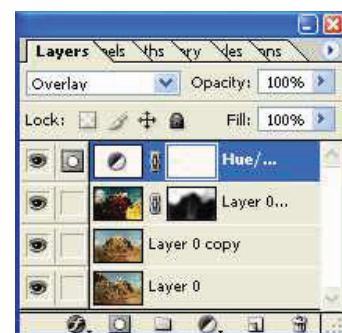 Layers
Overlay Opacity: 100%
Lock: Fill: 100%
Hue/...
Layer 0...
Layer 0 copy
Layer 0